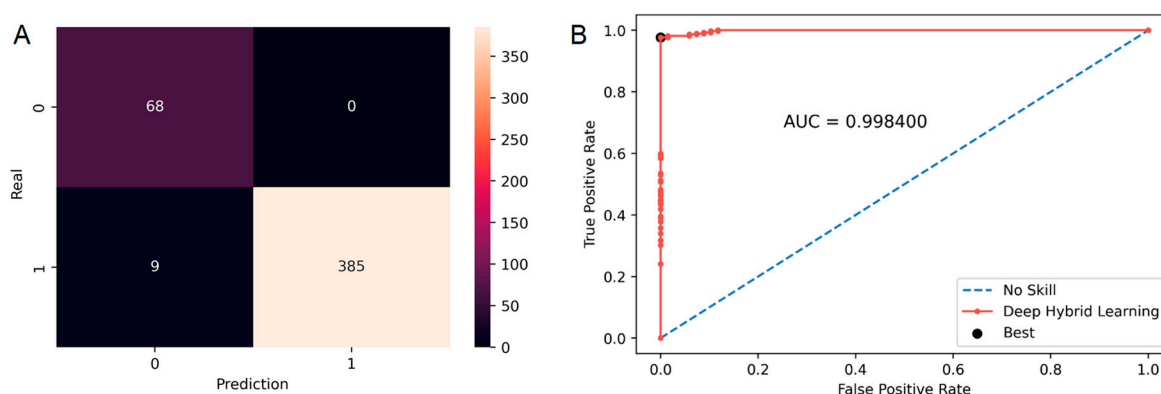 A
Real
0
1
68
0
9
385
0
1
Prediction
350
300
250
200
150
100
50
0
B
True Positive Rate
1.0
0.8
0.6
0.4
0.2
0.0
AUC = 0.998400
No Skill
Deep Hybrid Learning
Best
0.0 0.2 0.4 0.6 0.8 1.0
False Positive Rate